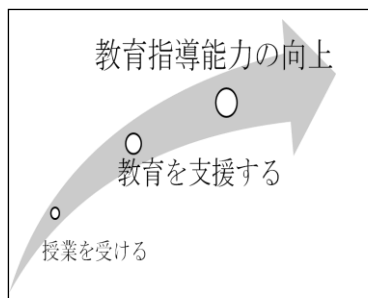 教育指導能力の向上
教育を支援する
授業を受ける